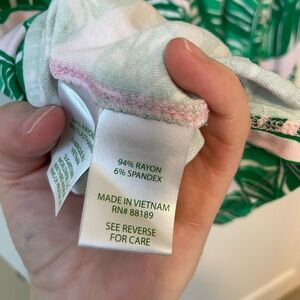 94% RAYON
6% SPANDEX
MADE IN VIETNAM
RN# 88189
SEE REVERSE
FOR CARE